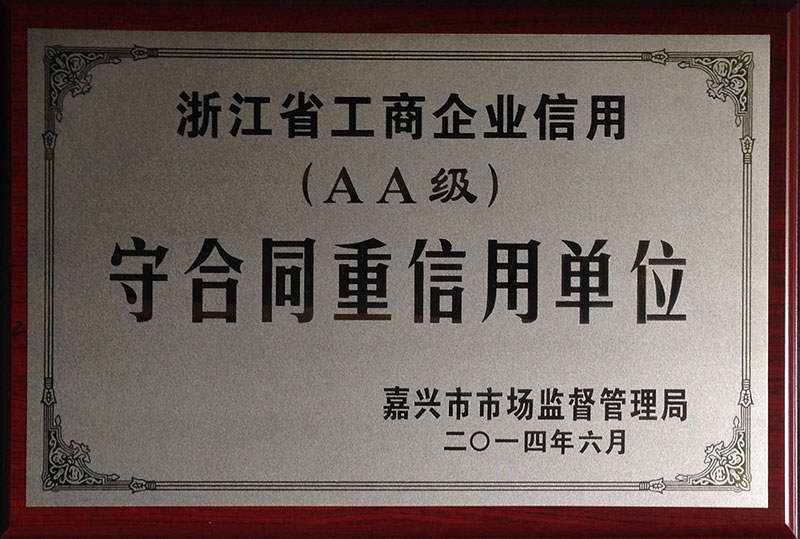 浙江省工商企业信用
(AA级)
守合同重信用单位
嘉兴市市场监督管理局
二〇一四年六月